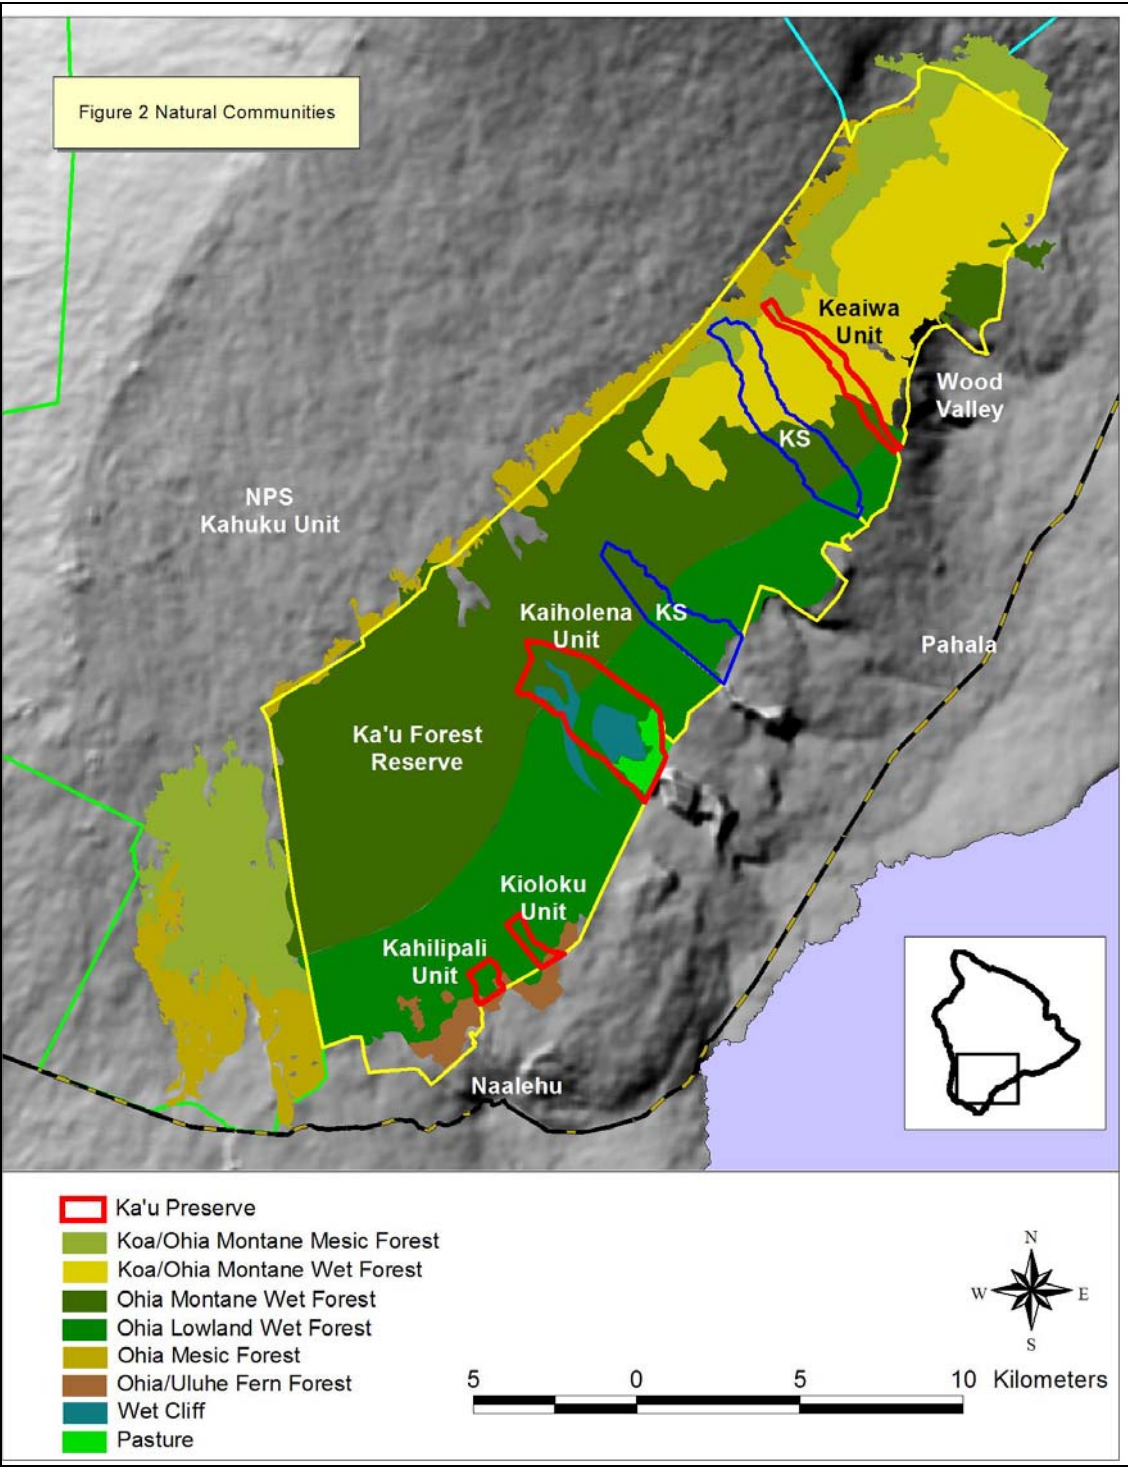 Figure 2 Natural Communities
Keaiwa
Unit
Wood
Valley
KS
NPS
Kahuku Unit
Kaiholena
Unit
KS
Pahala
Ka'u Forest
Reserve
Kioloku
Unit
Kahilipali
Unit
Naalehu
Ka'u Preserve
Koa/Ohia Montane Mesic Forest
Koa/Ohia Montane Wet Forest
Ohia Montane Wet Forest
Ohia Lowland Wet Forest
Ohia Mesic Forest
Ohia/Uluhe Fern Forest
Wet Cliff
Pasture
N
W E
S
5 0 5 10 Kilometers